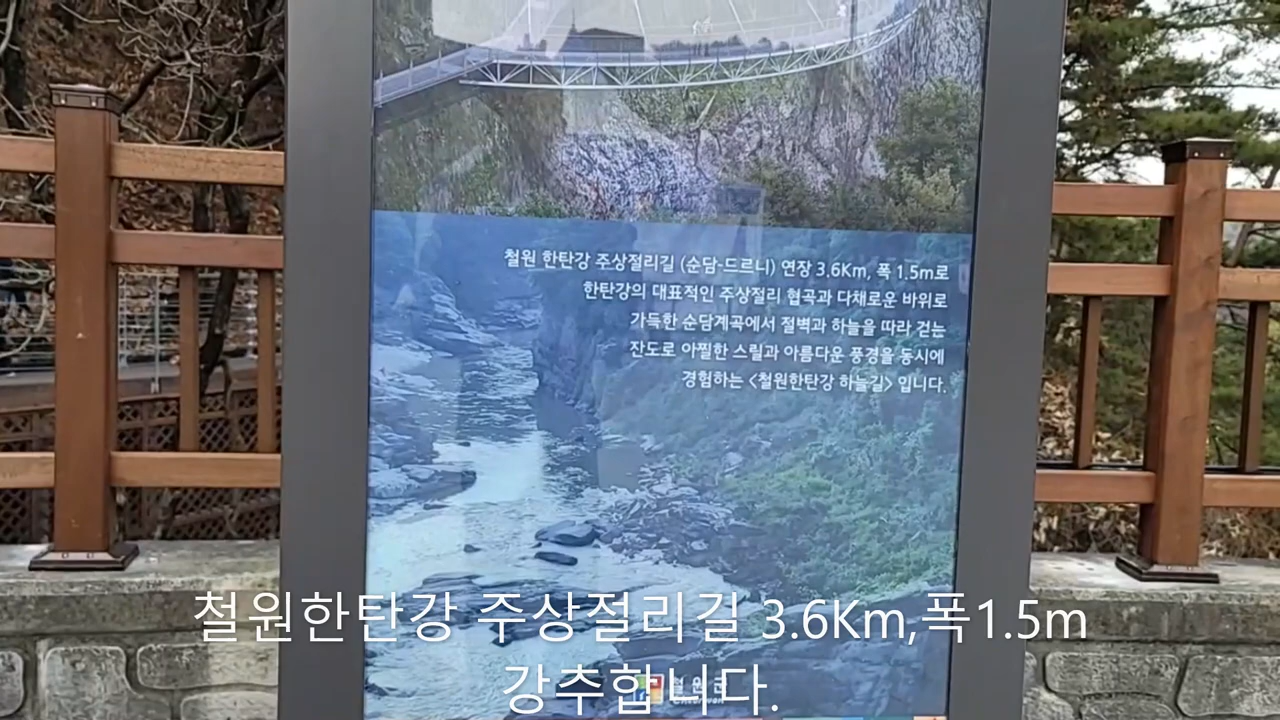 철원 한탄강 주상절리길 (순담·드르니) 연장 3.6Km, 폭 1.5m로
한탄강의 대표적인 주상절리 협곡과 다채로운 바위로
가득한 순담계곡에서 절벽과 하늘을 따라 걷는
잔도로 아찔한 스릴과 아름다운 풍경을 동시에
경험하는 <철원한탄강 하늘길> 입니다.
철원한탄강 주상절리길 3.6Km,폭1.5m
강추합니다.
철원군